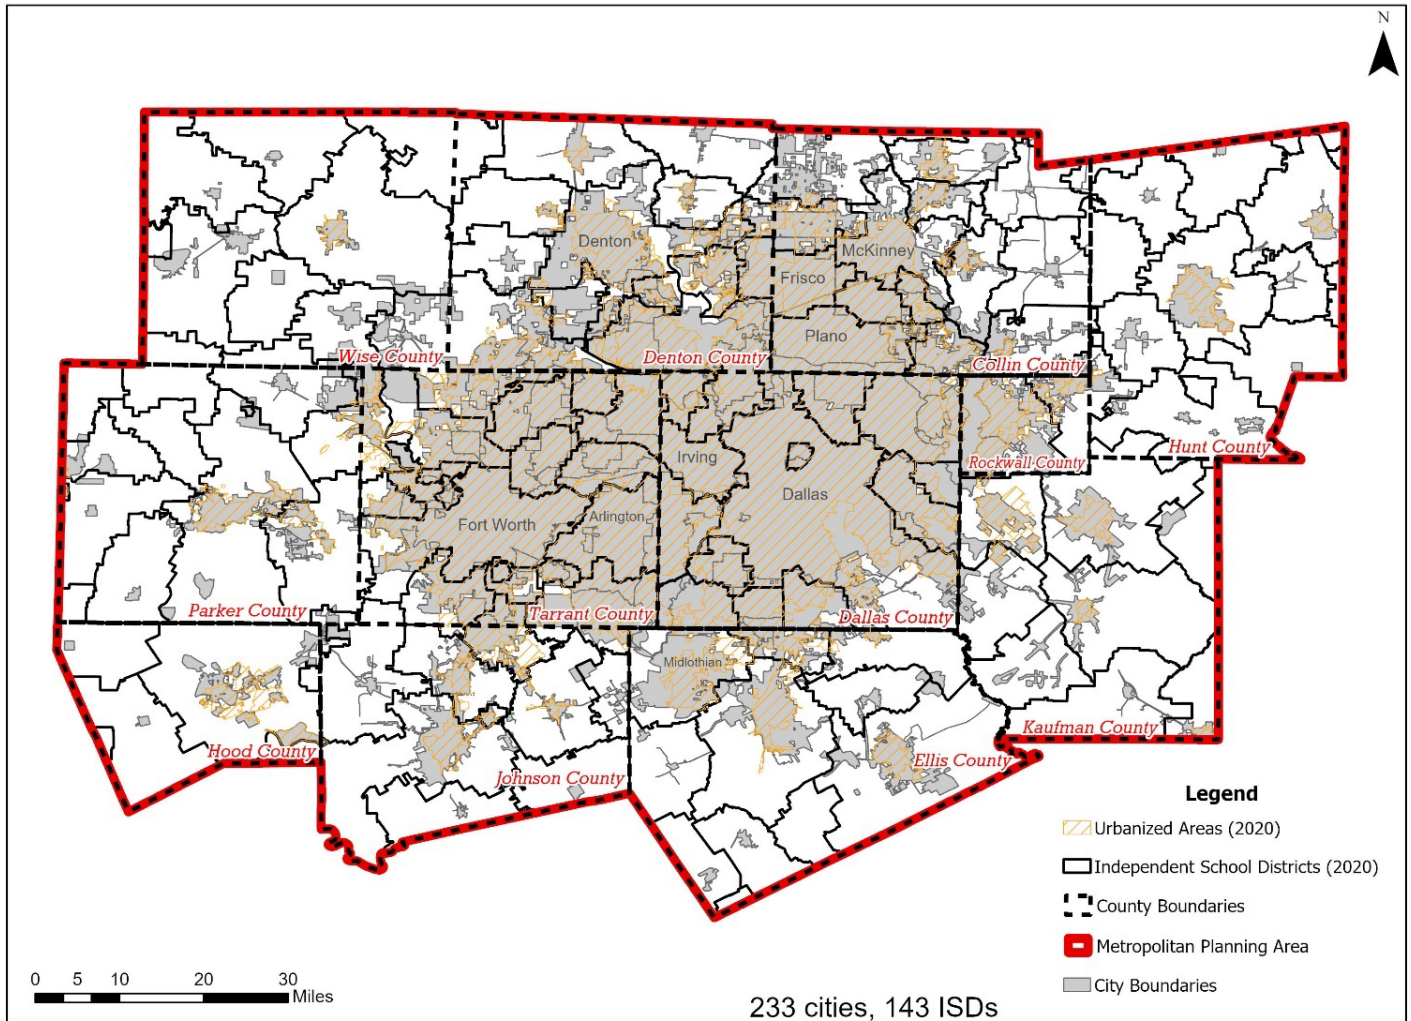 N
Denton
McKinney
Frisco
Plano
Wise County
Denton County
Collin County
Hunt County
Irving
Rockwall County
Dallas
Fort Worth
Arlington
Parker County
Tarrant County
Dallas County
Midlothian
Kaufman County
Hood County
Ellis County
Johnson County
Legend
Urbanized Areas (2020)
Independent School Districts (2020)
County Boundaries
Metropolitan Planning Area
City Boundaries
0 5 10 20 30
Miles
233 cities, 143 ISDs